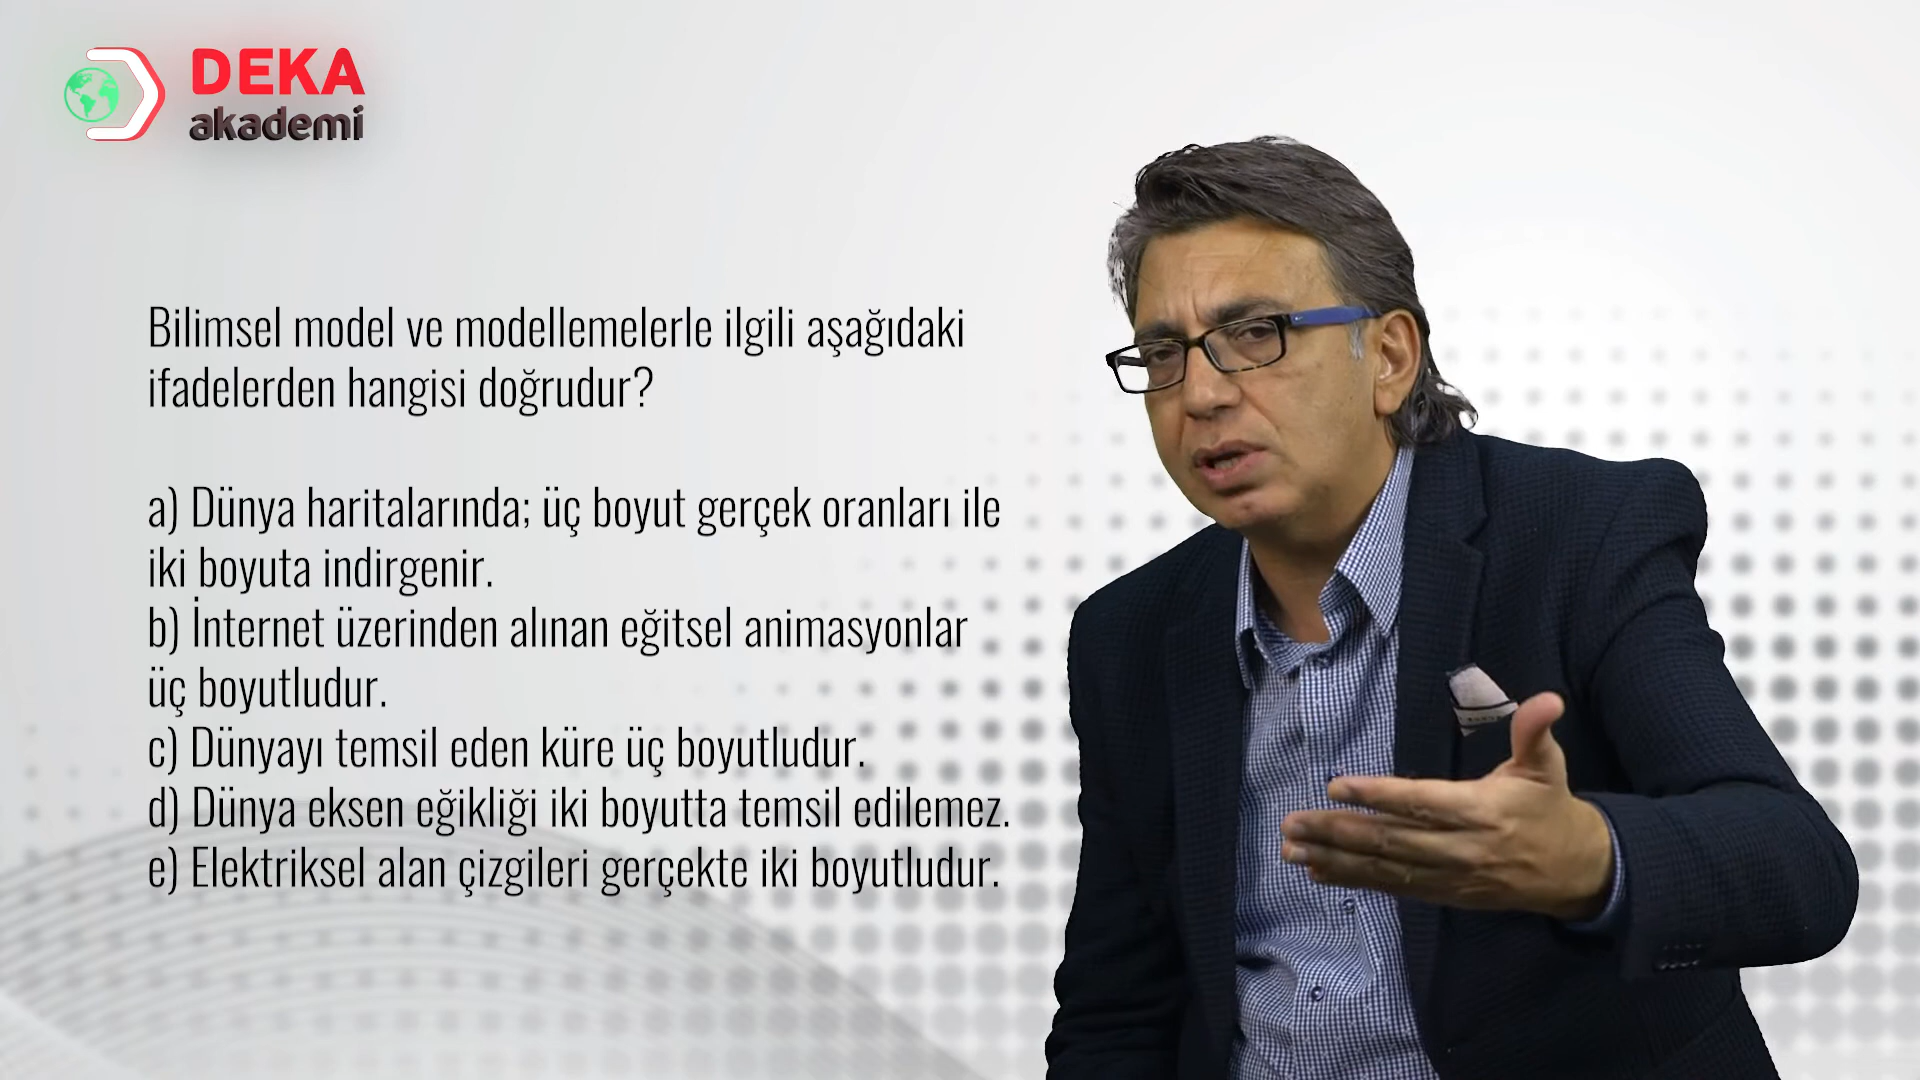 DEKA
akademi
Bilimsel model ve modellemelerle ilgili aşağıdaki
ifadelerden hangisi doğrudur?
a) Dünya haritalarında; üç boyut gerçek oranları ile
iki boyuta indirgenir.
b) İnternet üzerinden alınan eğitsel animasyonlar
üç boyutludur.
c) Dünyayı temsil eden küre üç boyutludur.
d) Dünya eksen eğikliği iki boyutta temsil edilemez.
e) Elektriksel alan çizgileri gerçekte iki boyutludur.